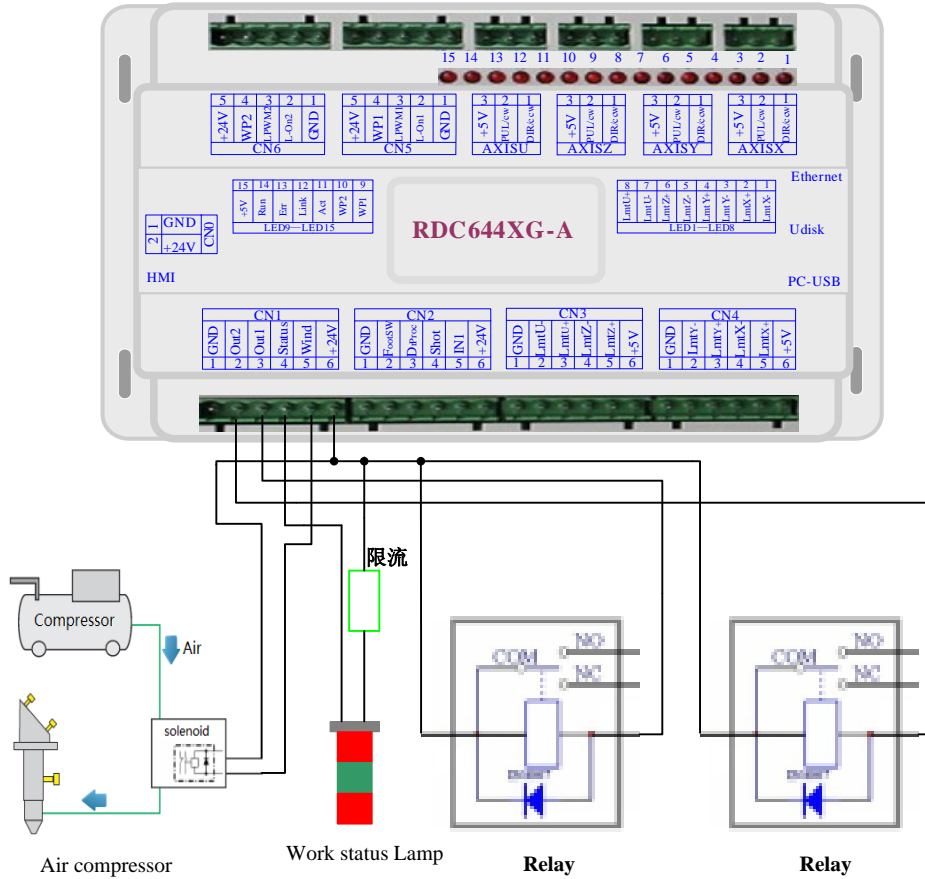 15 14 13 12 11 10 9 8 7 6 5 4 3 2 1
5 4 3 2 1
+24V WP2 LPWM2 L-On2 GND
CN6
5 4 3 2 1
+24V WP1 LPWM1 L-On1 GND
CN5
3 2 1
+5V PUL/cw DIR/ccw
AXISU
3 2 1
+5V PUL/cw DIR/ccw
AXISZ
3 2 1
+5V PUL/cw DIR/ccw
AXISY
3 2 1
+5V PUL/cw DIR/ccw
AXISX
Ethernet
15 14 13 12 11 10 9
+5V Run Err Link Act WP2 WP1
LED9—LED15
8 7 6 5 4 3 2 1
LmtU+ LmtU- LmtZ+ LmtZ- LmtY+ LmtY- LmtX+ LmtX-
LED1—LED8
1 GND
2 +24V
CN0
RDC644XG-A
Udisk
HMI
PC-USB
CN1
GND Out2 Out1 Status Wind +24V
1 2 3 4 5 6
CN2
GND FootSW DrProc Shot IN1 +24V
1 2 3 4 5 6
CN3
GND LmtU- LmtU+ LmtZ- LmtZ+ +5V
1 2 3 4 5 6
CN4
GND LmtY- LmtY+ LmtX- LmtX+ +5V
1 2 3 4 5 6
限流
Compressor
Air
solenoid
COM NO
NC
COM NO
NC
Air compressor
Work status Lamp
Relay
Relay